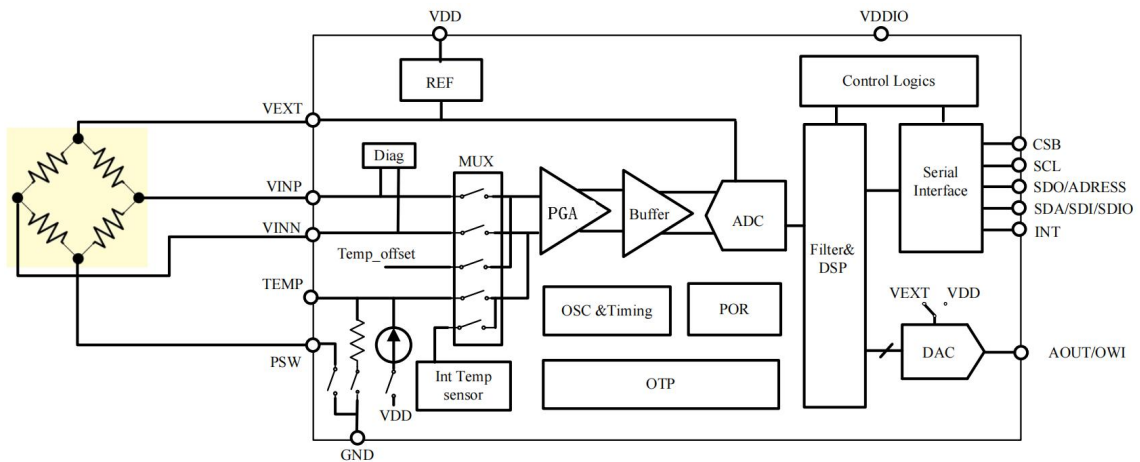 VDD
VDDIO
REF
Control Logics
VEXT
Diag
MUX
CSB
SCL
Serial
Interface
VINP
PGA
Buffer
ADC
SDO/ADRESS
SDA/SDI/SDIO
VINN
INT
Temp_offset
Filter&
DSP
TEMP
OSC &Timing
POR
VEXT
VDD
PSW
Int Temp
sensor
DAC
AOUT/OWI
OTP
VDD
GND